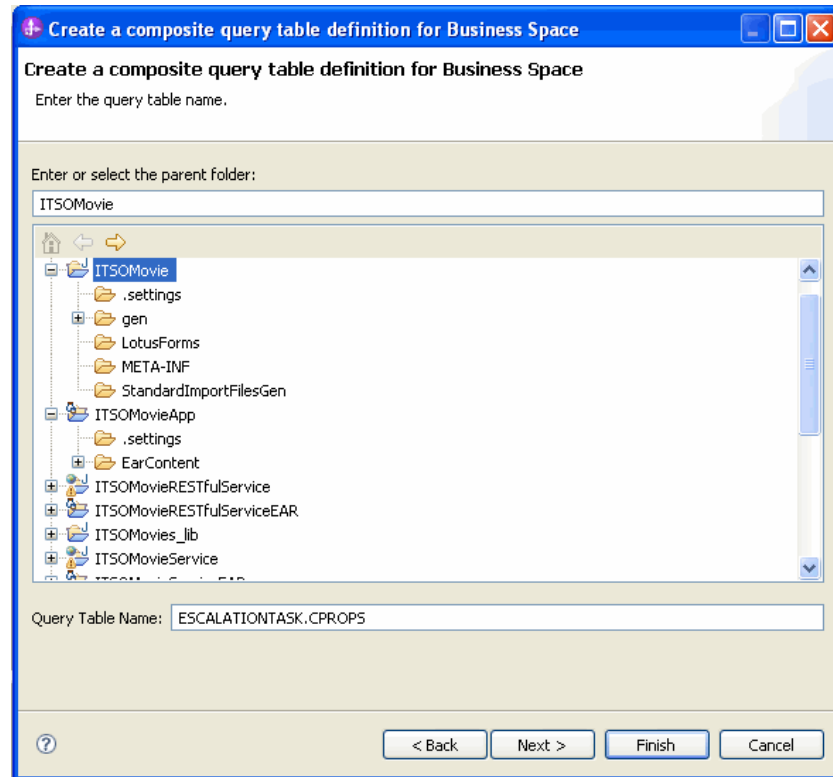 Create a composite query table definition for Business Space
Create a composite query table definition for Business Space
Enter the query table name.
Enter or select the parent folder:
ITSOMovie
ITSOMovie
.settings
gen
LotusForms
META-INF
StandardImportFilesGen
ITSOMovieApp
.settings
EarContent
ITSOMovieRESTfulService
ITSOMovieRESTfulServiceEAR
ITSOMovies_lib
ITSOMovieService
Query Table Name: ESCALATIONTASK.CPROPS
< Back Next > Finish Cancel